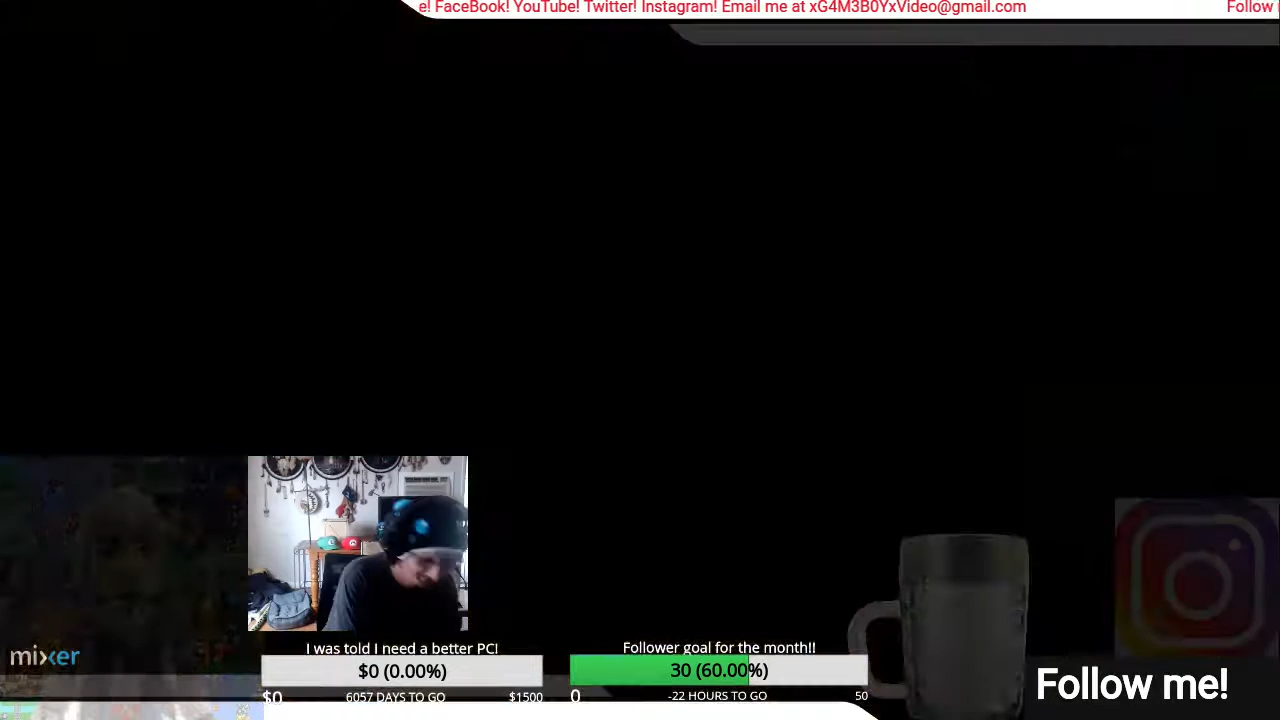 e! FaceBook! YouTube! Twitter! Instagram! Email me at xG4M3B0YxVideo@gmail.com Follow
mixer
I was told I need a better PC!
$0 (0.00%)
$0 6057 DAYS TO GO $1500
Follower goal for the month!!
30 (60.00%)
0 -22 HOURS TO GO 50
Follow me!